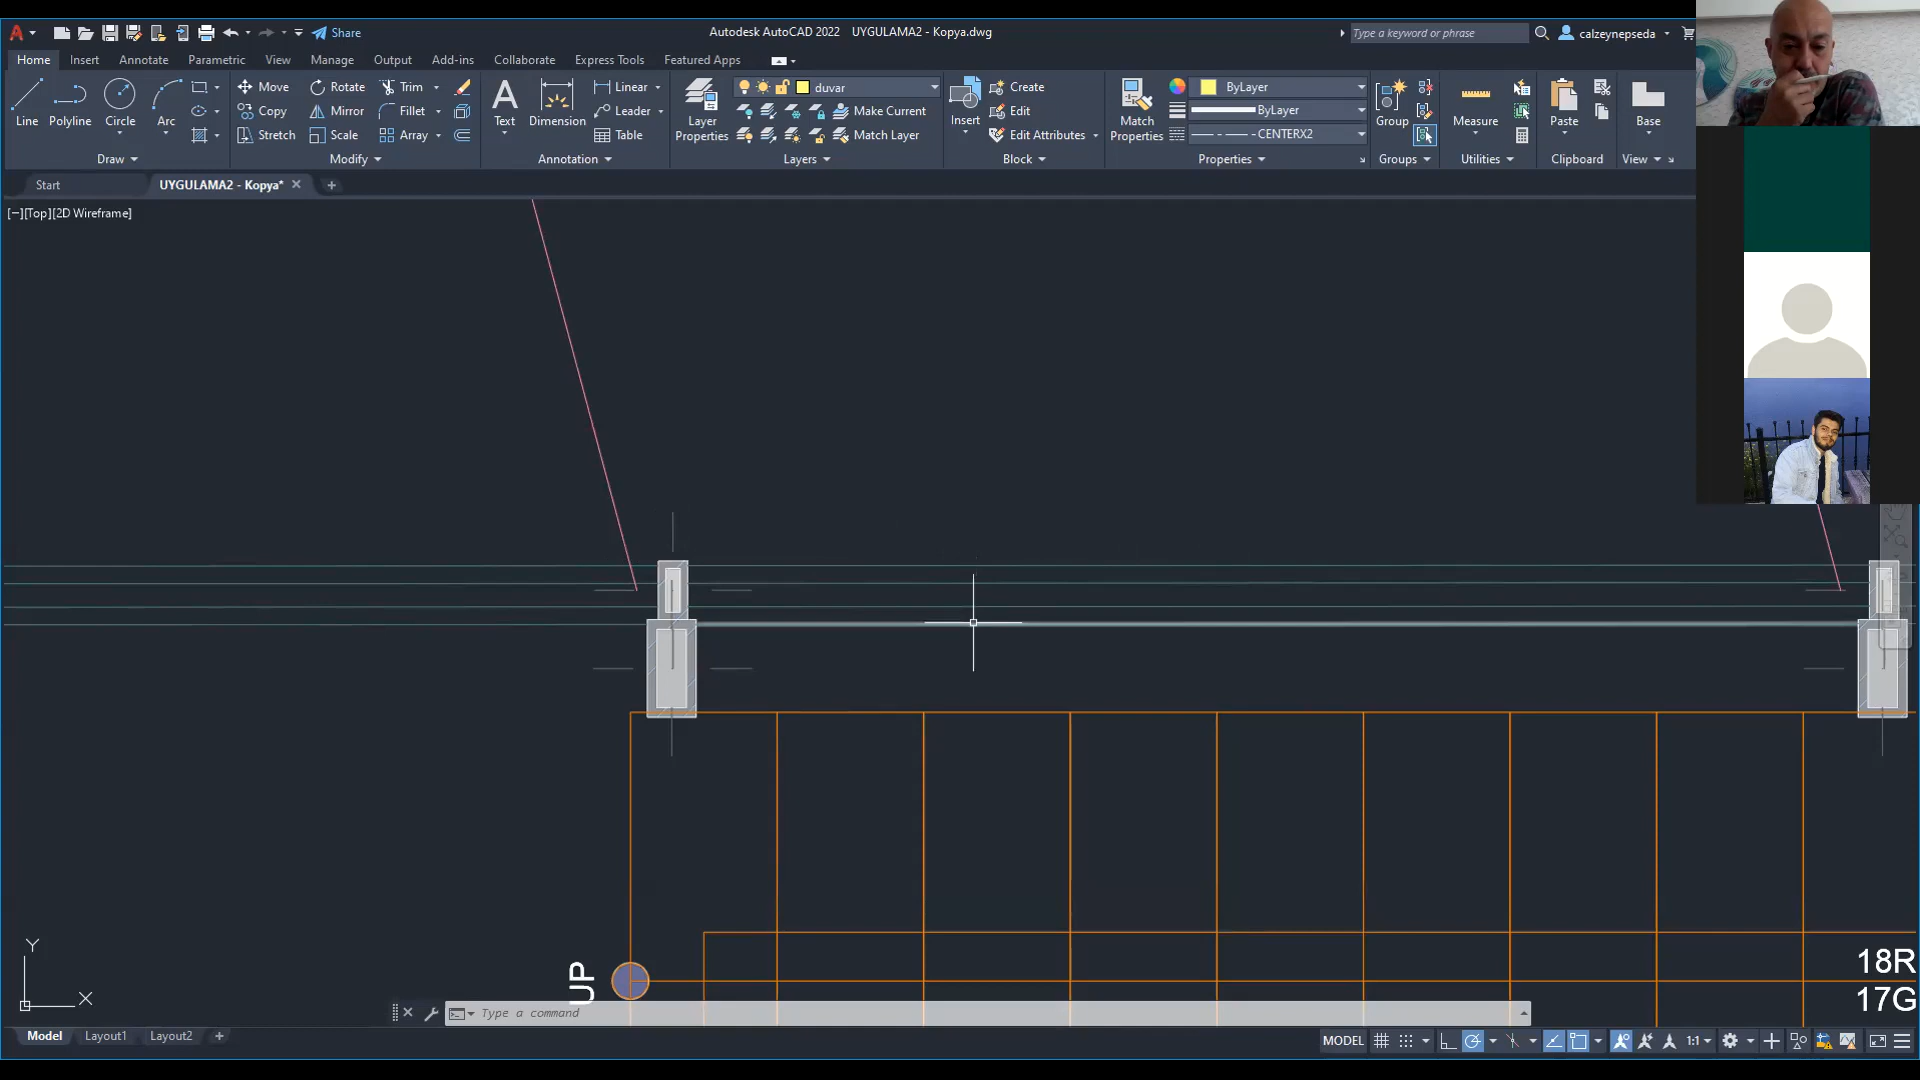 Share
Autodesk AutoCAD 2022 UYGULAMA2 - Kopya.dwg
Type a keyword or phrase
calzeynepseda
Home Insert Annotate Parametric View Manage Output Add-ins Collaborate Express Tools Featured Apps
Line Polyline Circle Arc
Move Rotate Trim
Copy Mirror Fillet
Stretch Scale Array
Text Dimension
Linear
Leader
Table
Layer Properties
duvar
Make Current
Match Layer
Insert
Create
Edit
Edit Attributes
Match Properties
ByLayer
ByLayer
CENTERX2
Group
Measure
Paste
Base
Draw Modify Annotation Layers Block Properties Groups Utilities Clipboard View
Start UYGULAMA2 - Kopya*
[−][Top][2D Wireframe]
UP
18R
17G
Y
X
Type a command
Model Layout1 Layout2
MODEL
1:1